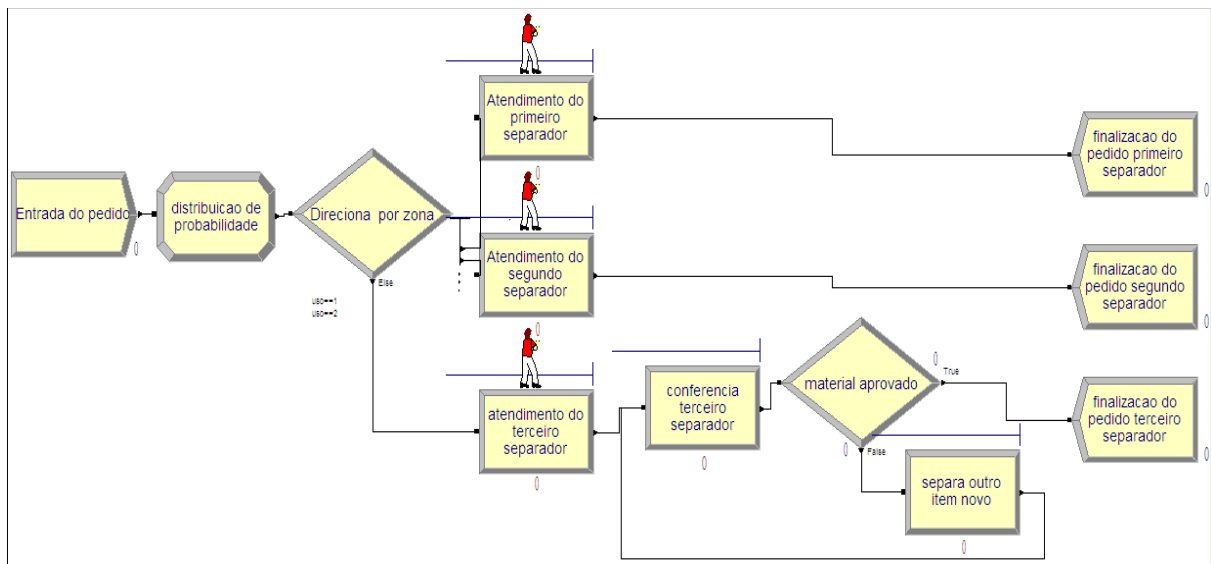 Atendimento do
primeiro
separador
finalizacao do
pedido primeiro
separador
0
0
Entrada do pedido
0
distribuicao de
probabilidade
Direciona por zona
Else
uso==1
uso==2
Atendimento do
segundo
separador
0
finalizacao do
pedido segundo
separador
0
atendimento do
terceiro
separador
0
conferencia
terceiro
separador
0
material aprovado
0
True
0
False
finalizacao do
pedido terceiro
separador
0
separa outro
item novo
0